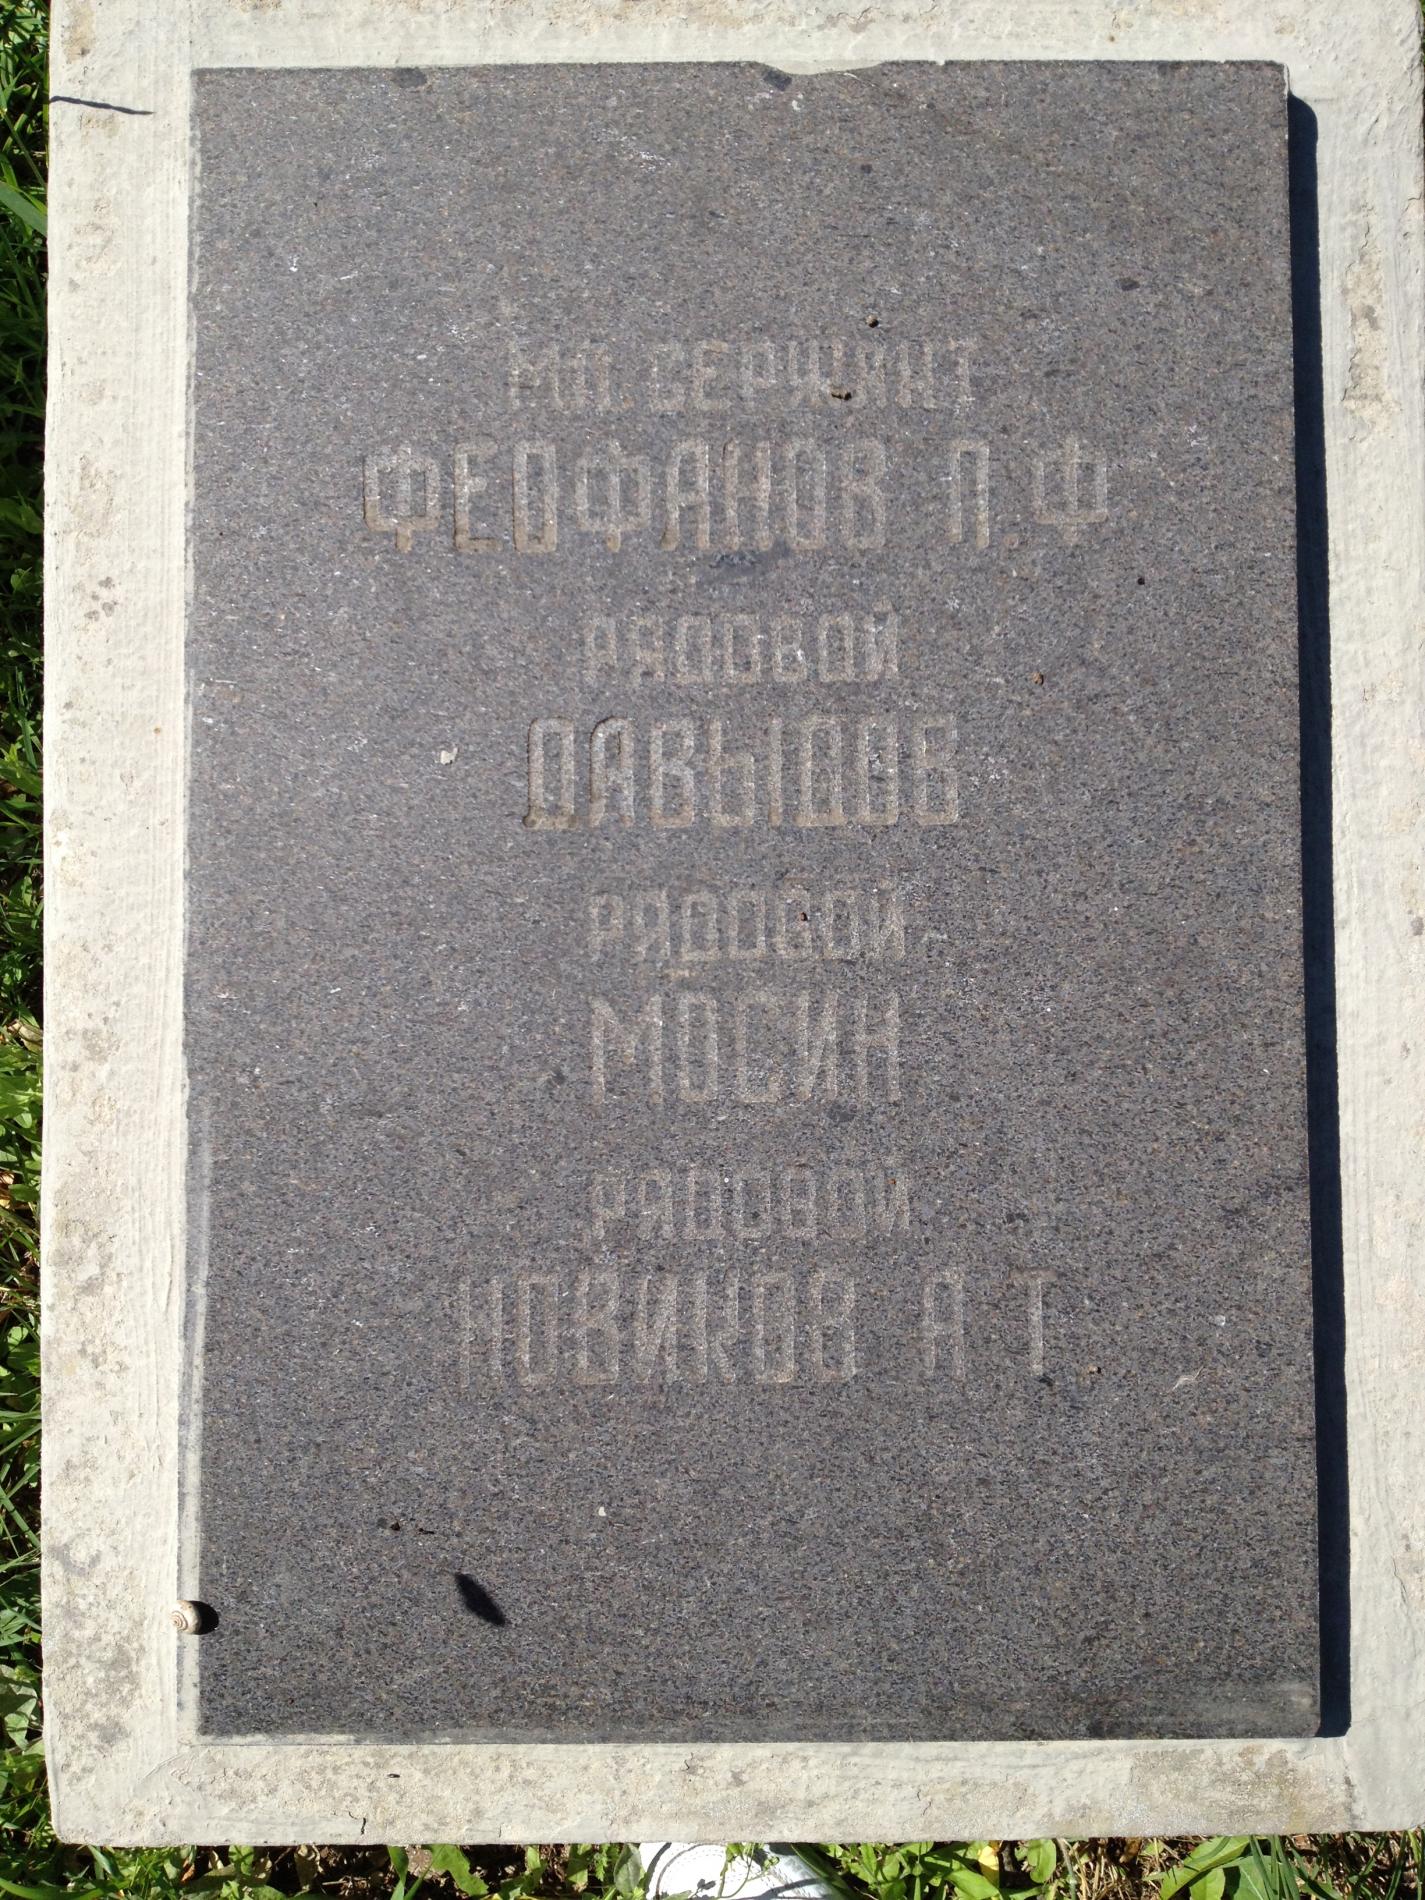 МЛ. СЕРЖАНТ
ФЕОФАНОВ П.Ф
РЯДОВОЙ
ДАВЫДОВ
РЯДОВОЙ
МОСИН
РЯДОВОЙ
НОВИКОВ А Т